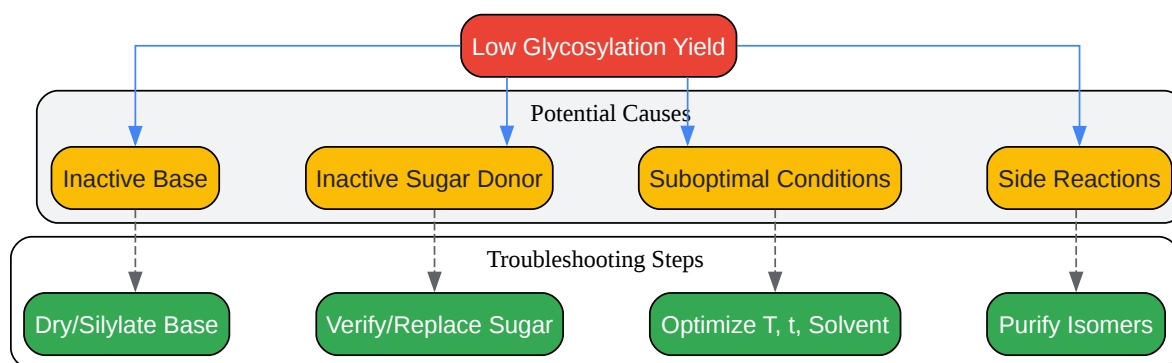 Low Glycosylation Yield
Potential Causes
Inactive Base
Inactive Sugar Donor
Suboptimal Conditions
Side Reactions
Troubleshooting Steps
Dry/Silylate Base
Verify/Replace Sugar
Optimize T, t, Solvent
Purify Isomers